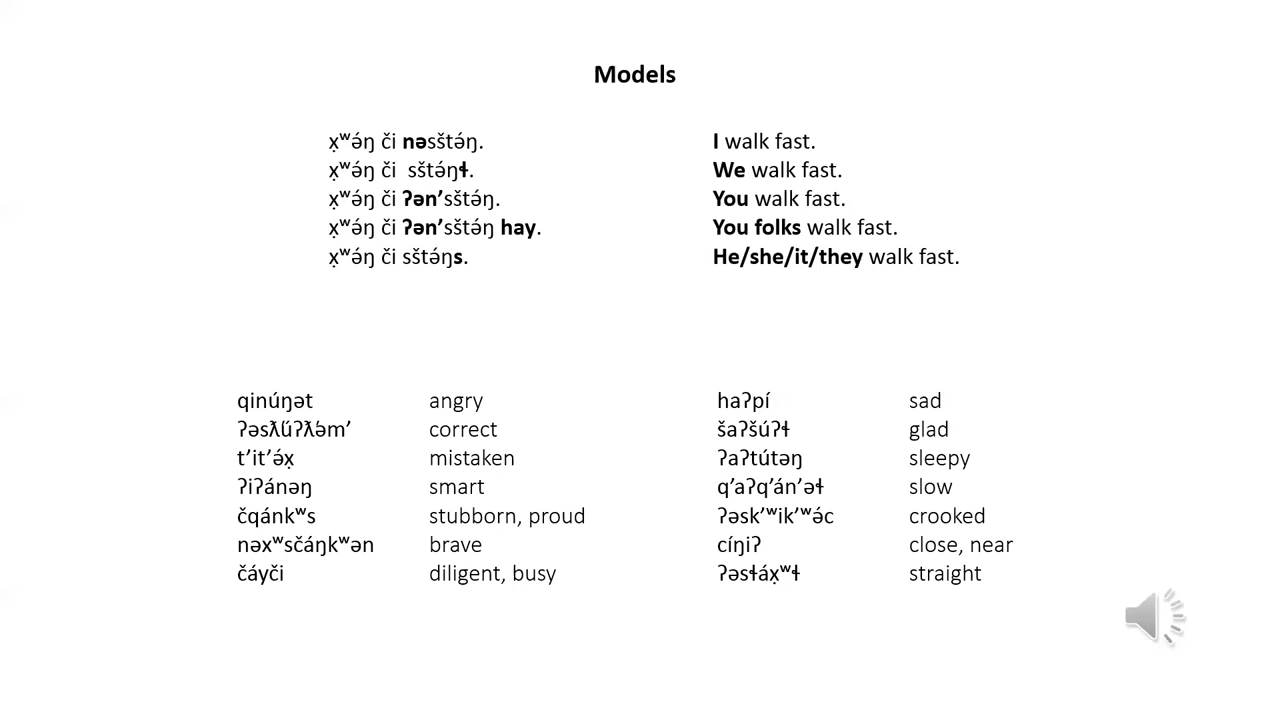 Models
x̣ʷə́ŋ či nəsštə́ŋ. I walk fast.
x̣ʷə́ŋ či sštə́ŋɬ. We walk fast.
x̣ʷə́ŋ či ʔən’sštə́ŋ. You walk fast.
x̣ʷə́ŋ či ʔən’sštə́ŋ hay. You folks walk fast.
x̣ʷə́ŋ či sštə́ŋs. He/she/it/they walk fast.
qinúŋət angry haʔpí sad
ʔəsƛ̕úʔƛ̕əm’ correct šaʔšúʔɬ glad
t’it’ə́x̣ mistaken ʔaʔtútəŋ sleepy
ʔiʔánəŋ smart q’aʔq’án’əɬ slow
čqánkʷs stubborn, proud ʔəsk’ʷik’ʷə́c crooked
nəxʷsčáŋkʷən brave cíŋiʔ close, near
čáyči diligent, busy ʔəsɬáx̣ʷɬ straight